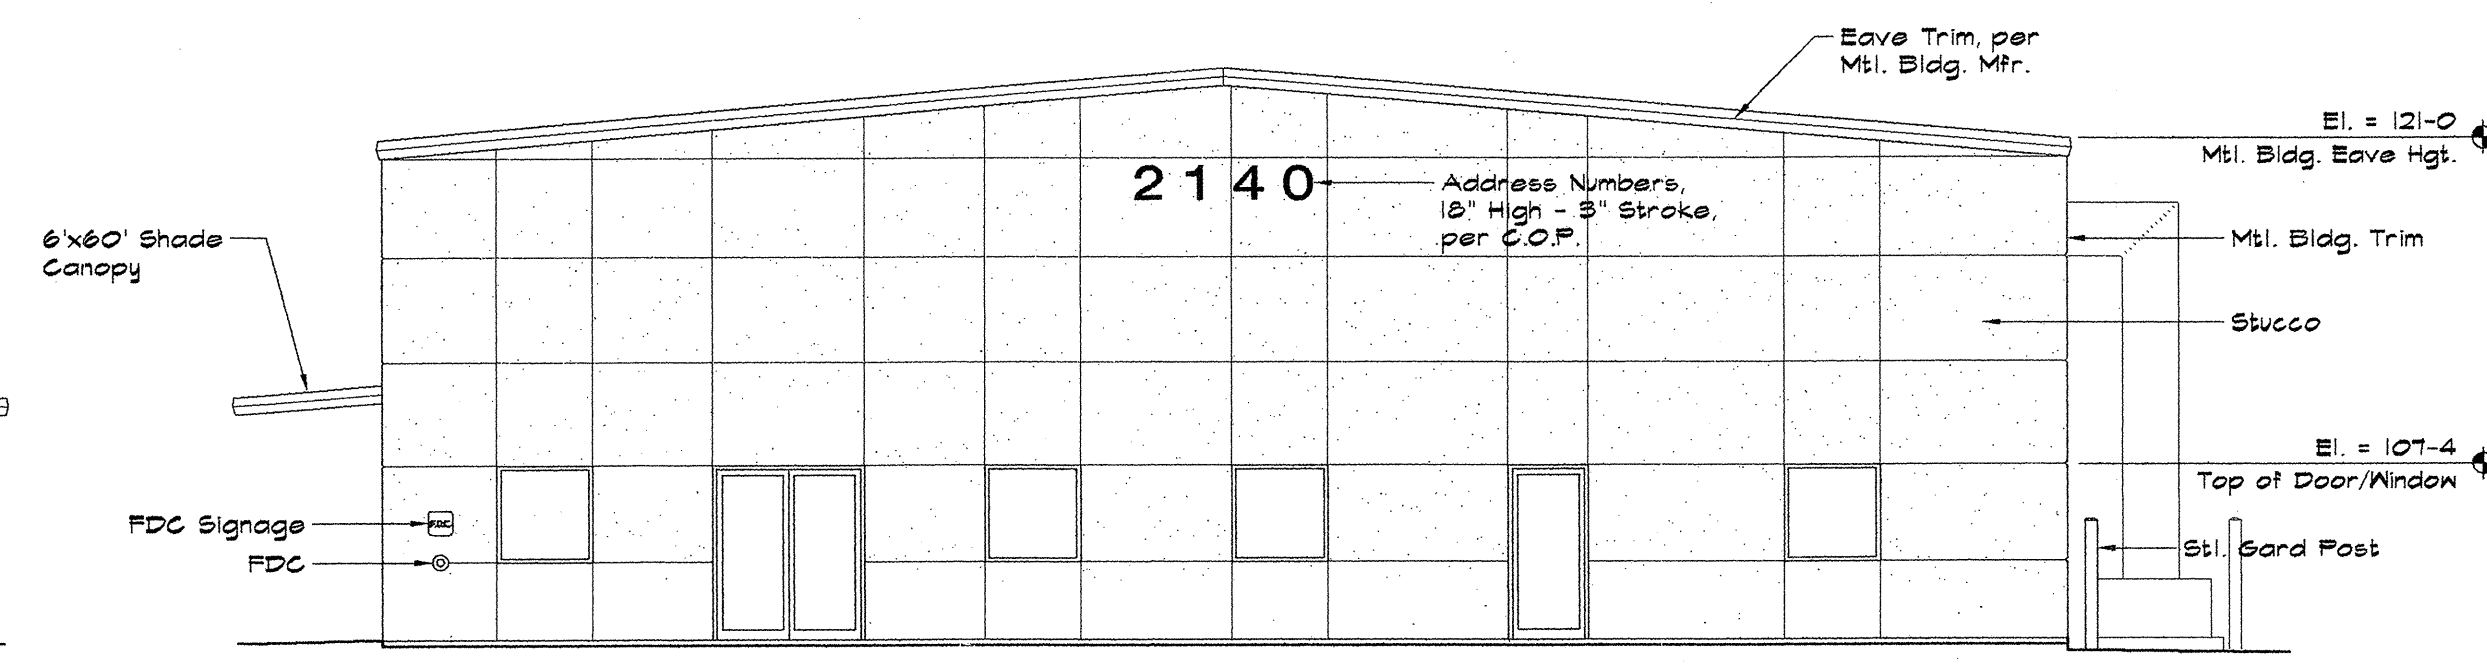 Eave Trim, per
Mtl. Bldg. Mfr.
El. = 121-0
Mtl. Bldg. Eave Hgt.
2140
Address Numbers,
18" High - 3" Stroke,
per C.O.P.
6'x60' Shade
Canopy
Mtl. Bldg. Trim
Stucco
El. = 107-4
Top of Door/Window
FDC Signage
F.D.C.
FDC
Stl. Gard Post